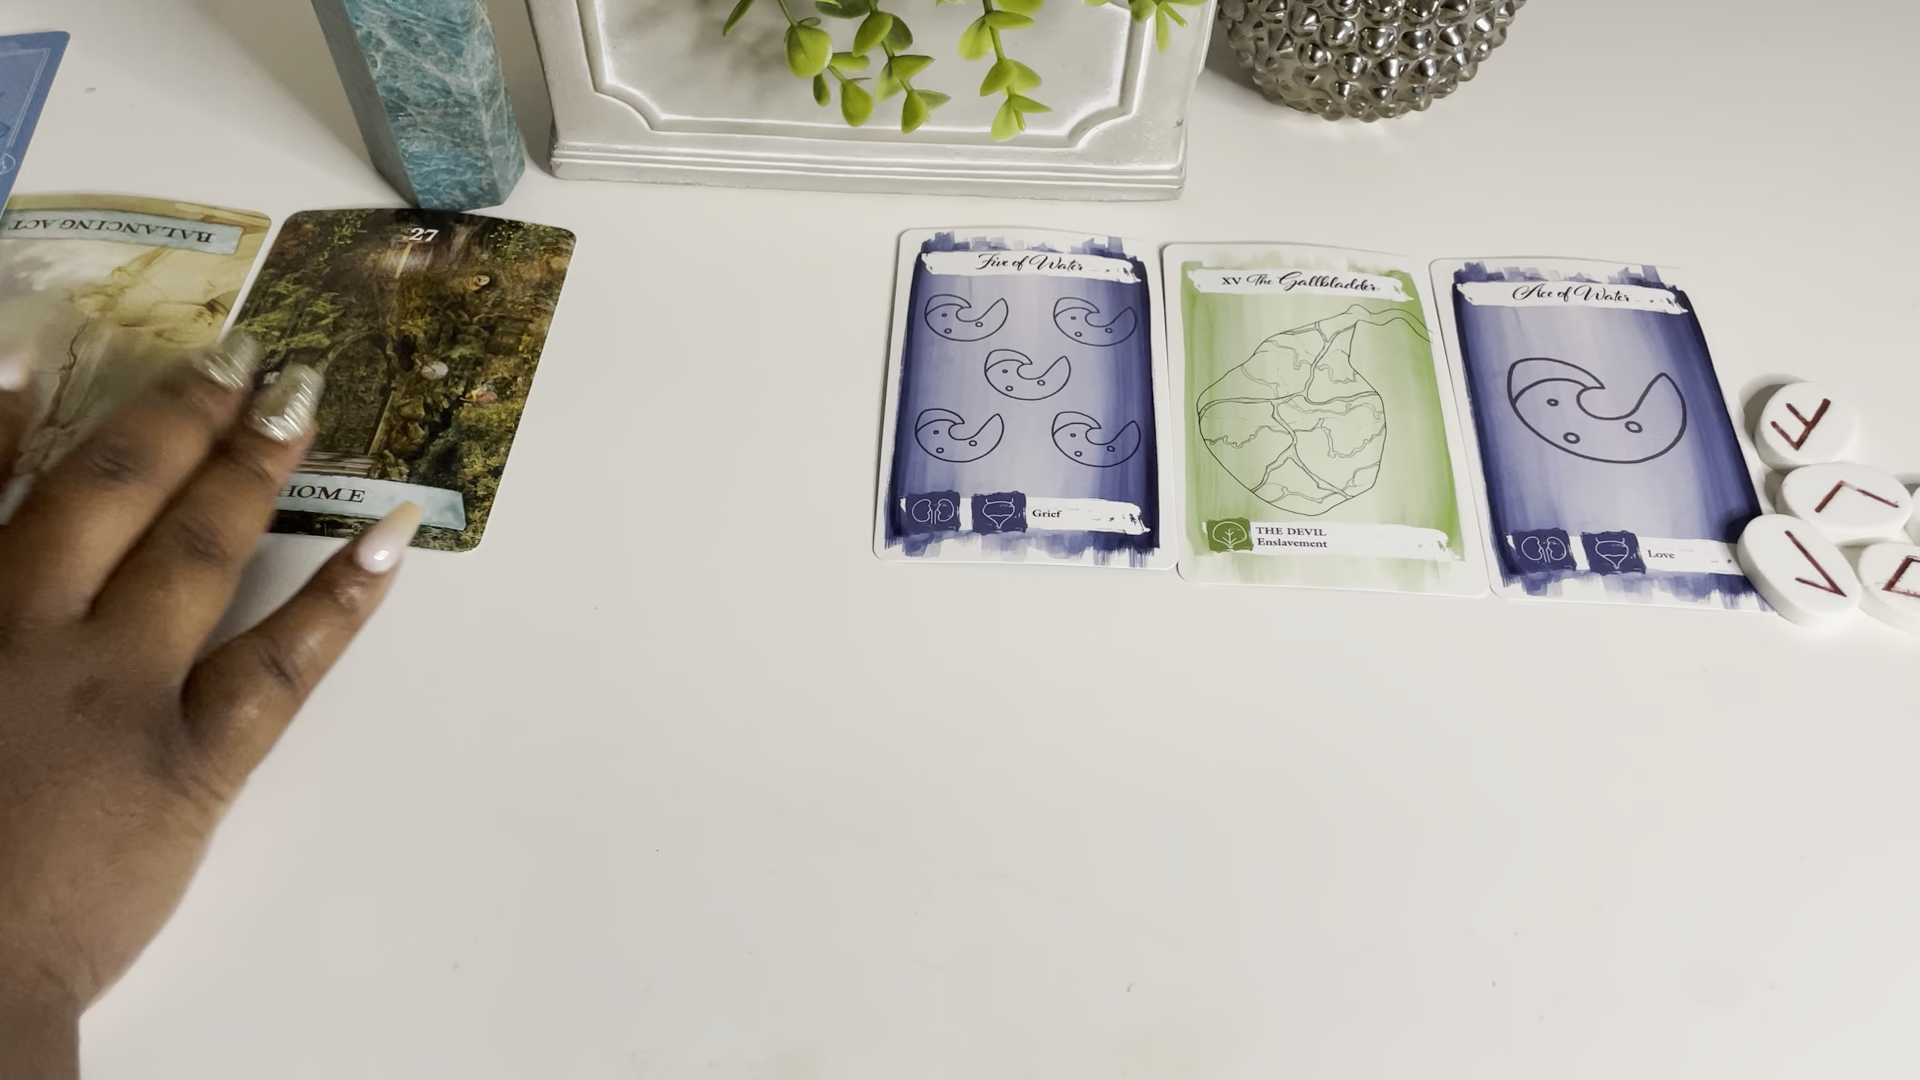 BALANCING ACT
27
HOME
Five of Water
Grief
XV The Gallbladder
THE DEVIL
Enslavement
Ace of Water
Love